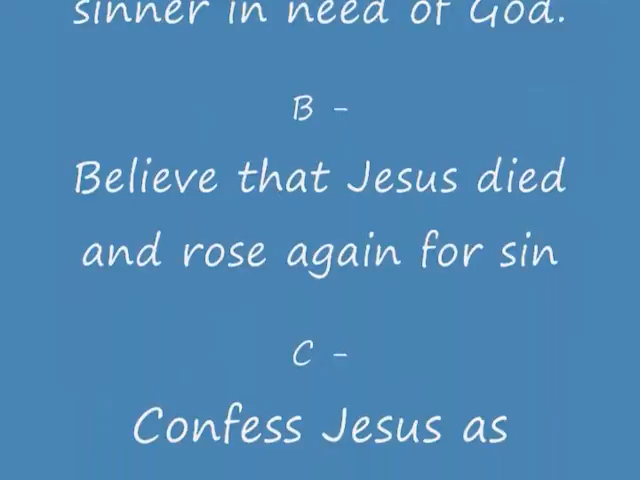 sinner in need of God.
B -
Believe that Jesus died
and rose again for sin
C -
Confess Jesus as